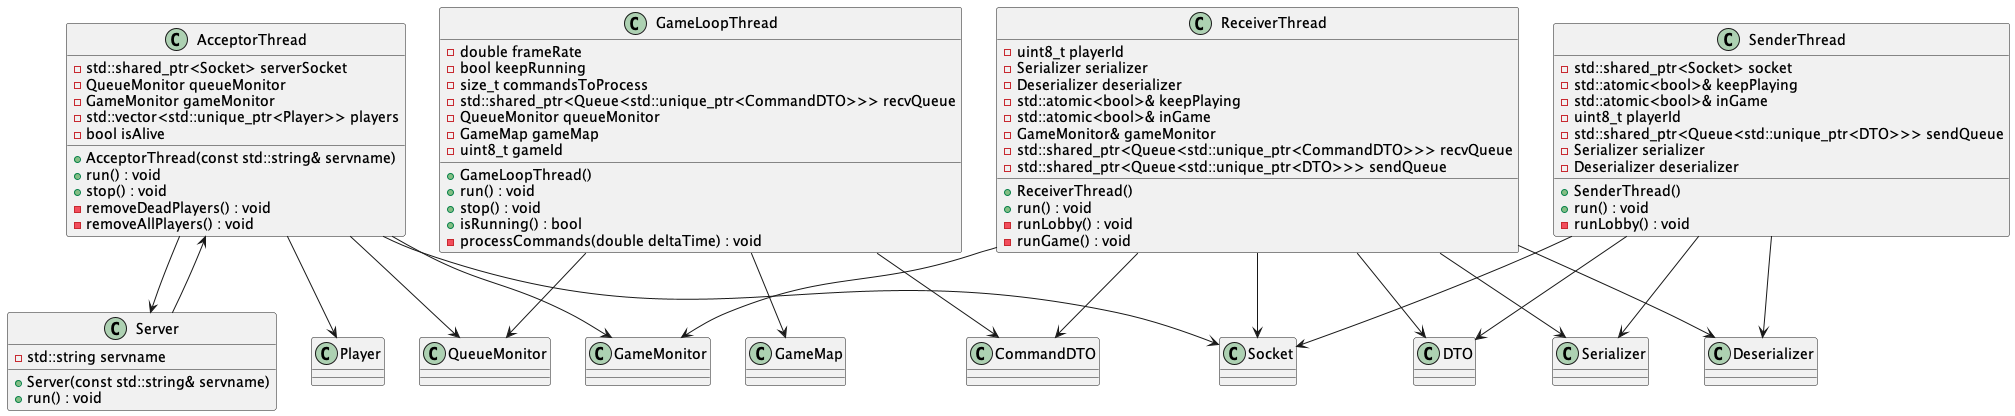 C AcceptorThread
std::shared_ptr<Socket> serverSocket
QueueMonitor queueMonitor
GameMonitor gameMonitor
std::vector<std::unique_ptr<Player>> players
bool isAlive
AcceptorThread(const std::string& servname)
run() : void
stop() : void
removeDeadPlayers() : void
removeAllPlayers() : void
C GameLoopThread
double frameRate
bool keepRunning
size_t commandsToProcess
std::shared_ptr<Queue<std::unique_ptr<CommandDTO>>> recvQueue
QueueMonitor queueMonitor
GameMap gameMap
uint8_t gameId
GameLoopThread()
run() : void
stop() : void
isRunning() : bool
processCommands(double deltaTime) : void
C ReceiverThread
uint8_t playerId
Serializer serializer
Deserializer deserializer
std::atomic<bool>& keepPlaying
std::atomic<bool>& inGame
GameMonitor& gameMonitor
std::shared_ptr<Queue<std::unique_ptr<CommandDTO>>> recvQueue
std::shared_ptr<Queue<std::unique_ptr<DTO>>> sendQueue
ReceiverThread()
run() : void
runLobby() : void
runGame() : void
C SenderThread
std::shared_ptr<Socket> socket
std::atomic<bool>& keepPlaying
std::atomic<bool>& inGame
uint8_t playerId
std::shared_ptr<Queue<std::unique_ptr<DTO>>> sendQueue
Serializer serializer
Deserializer deserializer
SenderThread()
run() : void
runLobby() : void
C Server
std::string servname
Server(const std::string& servname)
run() : void
C Player
C QueueMonitor
C GameMonitor
C GameMap
C CommandDTO
C Socket
C DTO
C Serializer
C Deserializer